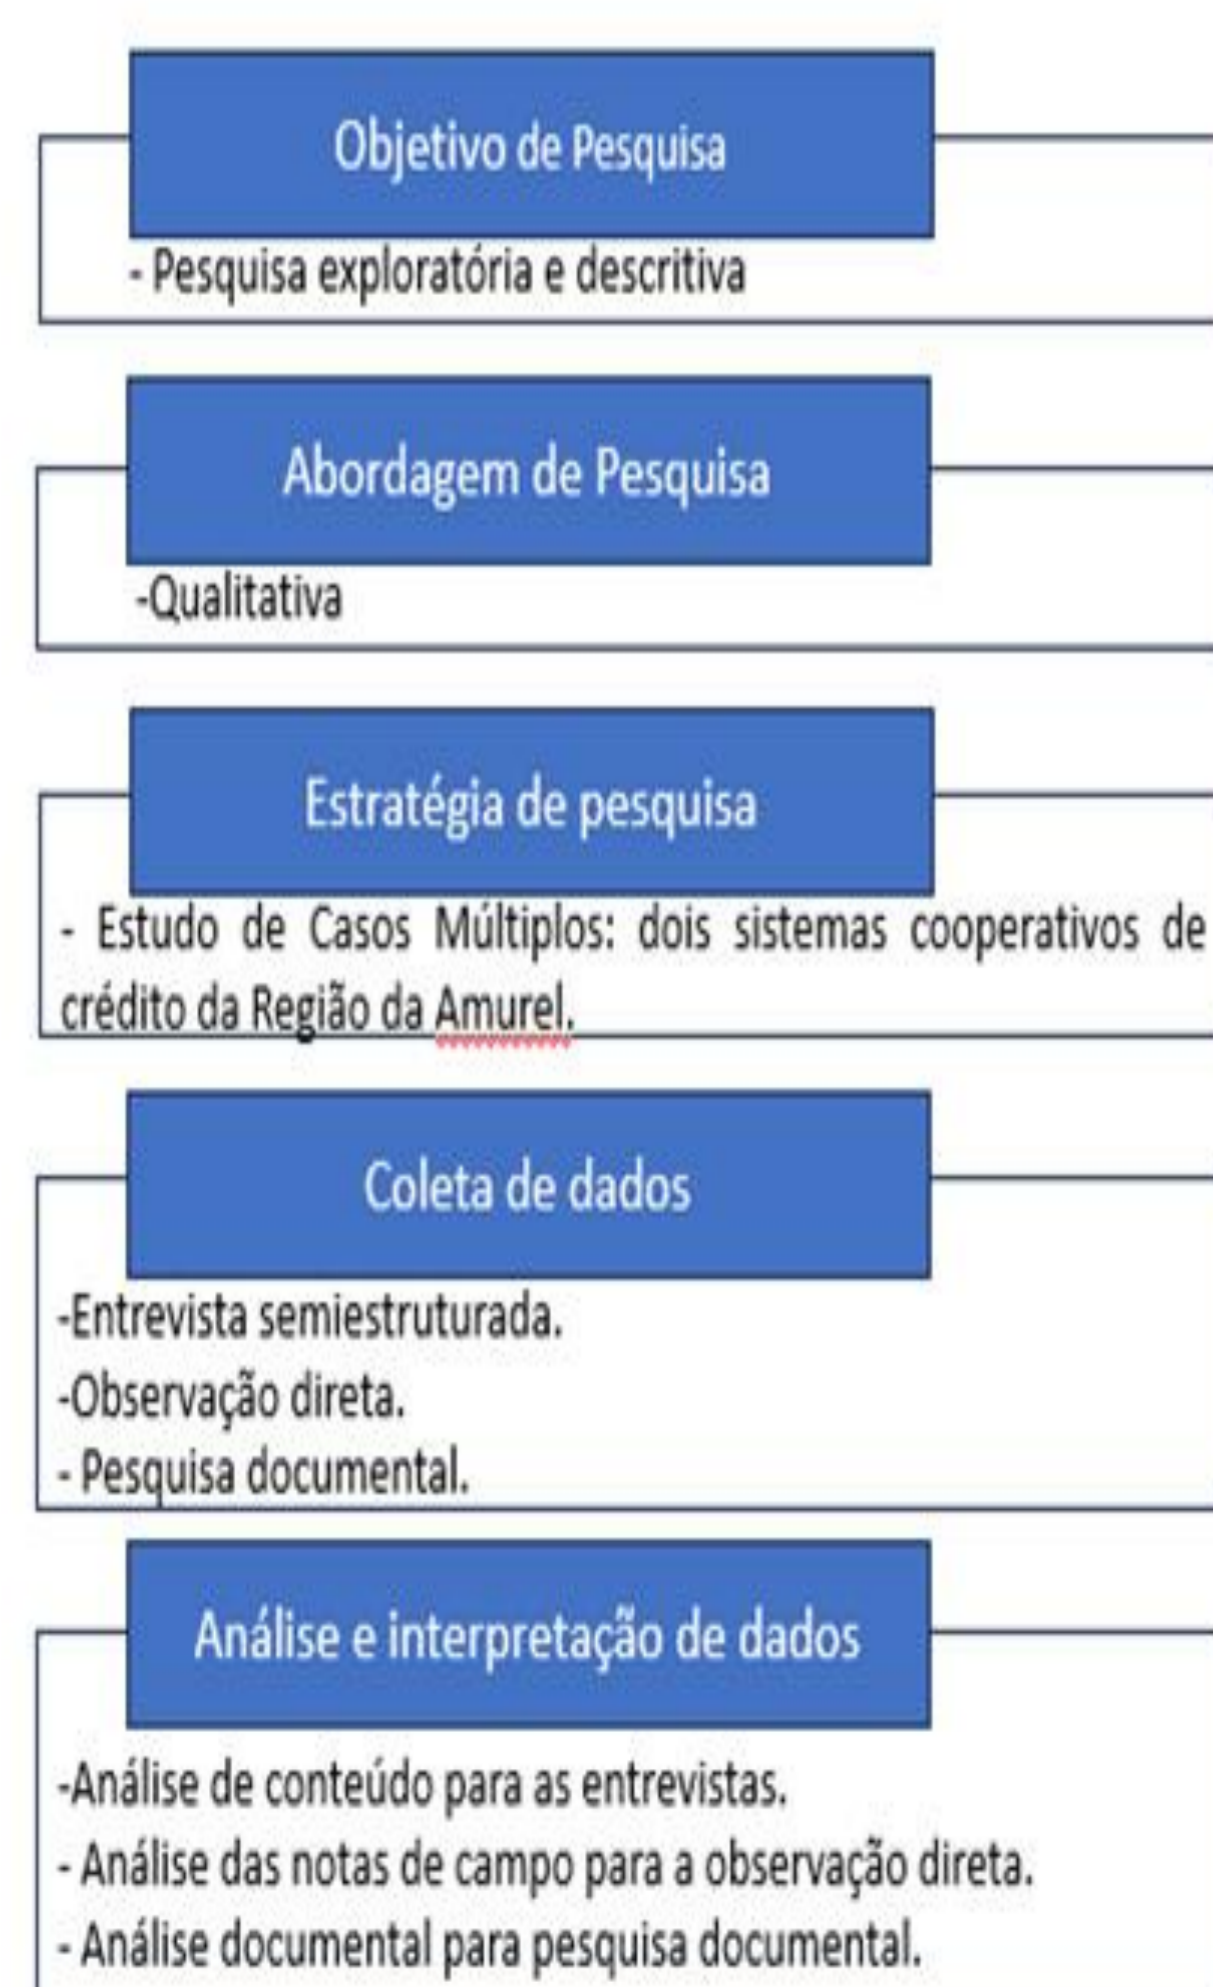 Objetivo de Pesquisa
- Pesquisa exploratória e descritiva
Abordagem de Pesquisa
-Qualitativa
Estratégia de pesquisa
- Estudo de Casos Múltiplos: dois sistemas cooperativos de
crédito da Região da Amurel.
Coleta de dados
-Entrevista semiestruturada.
-Observação direta.
- Pesquisa documental.
Análise e interpretação de dados
-Análise de conteúdo para as entrevistas.
- Análise das notas de campo para a observação direta.
- Análise documental para pesquisa documental.